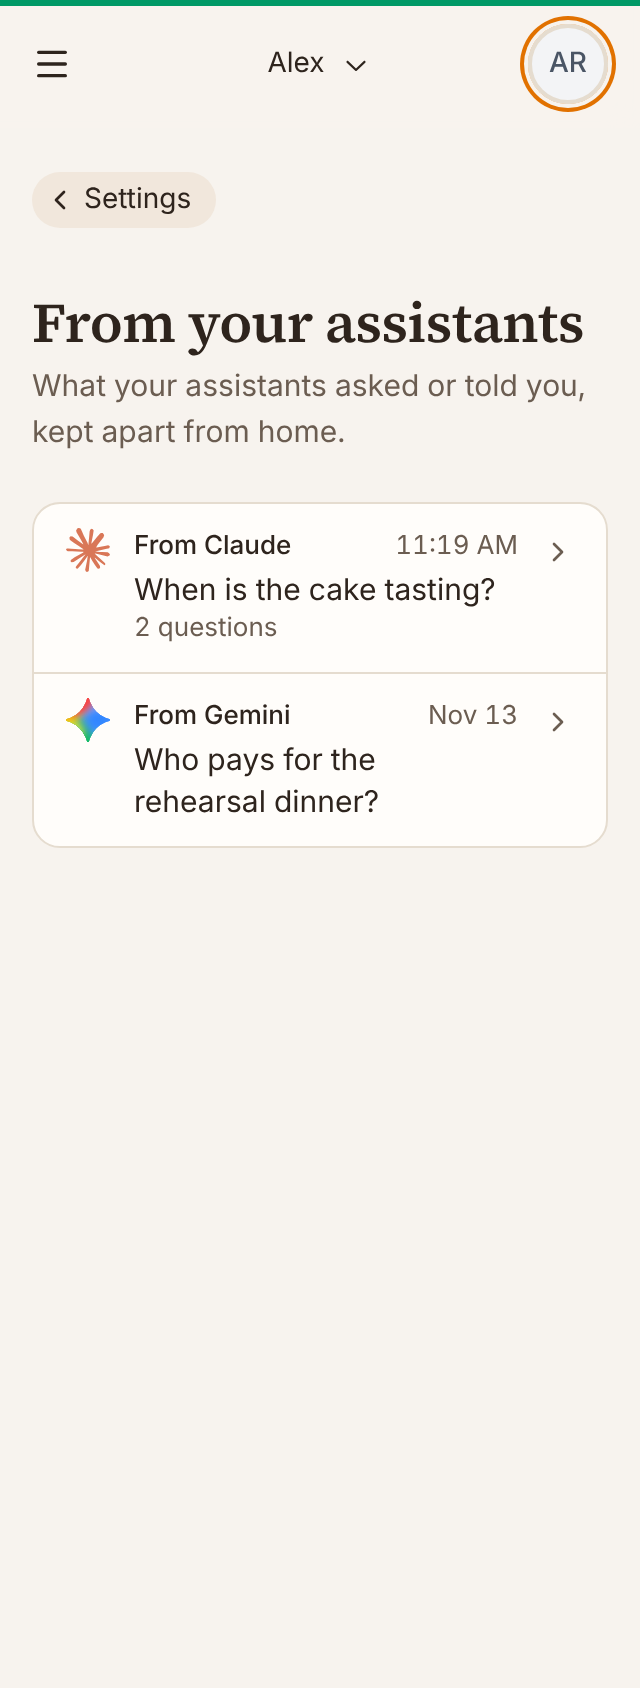 Alex
AR
Settings
From your assistants
What your assistants asked or told you,
kept apart from home.
From Claude
11:19 AM
When is the cake tasting?
2 questions
From Gemini
Nov 13
Who pays for the
rehearsal dinner?